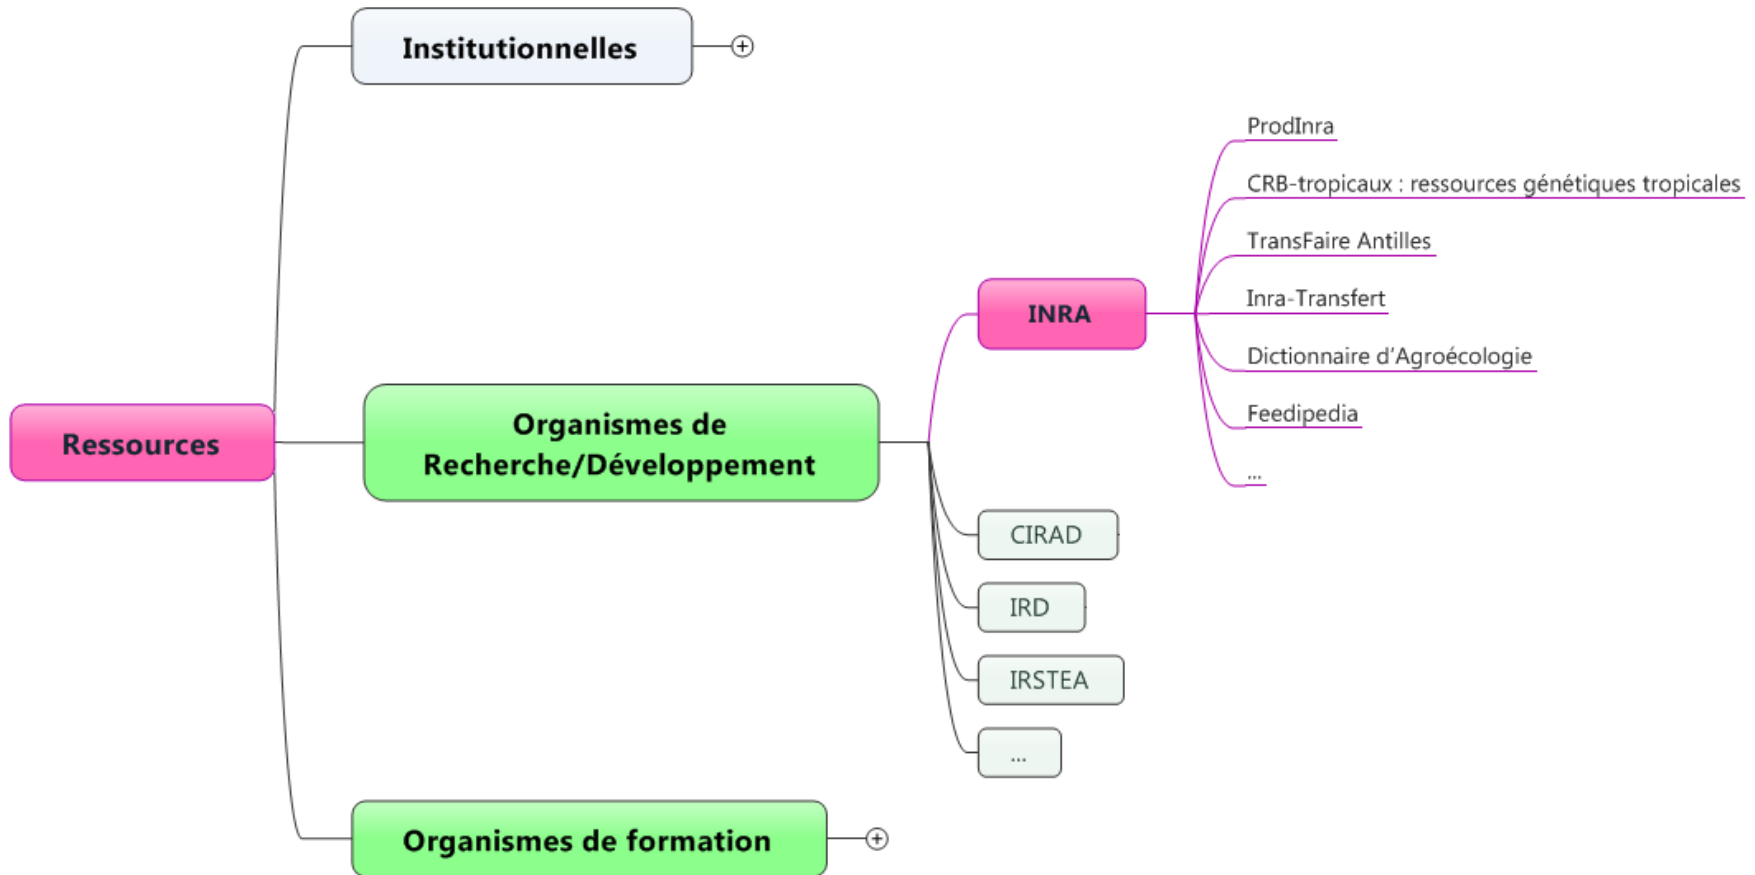 Institutionnelles
ProdInra
CRB-tropicaux : ressources génétiques tropicales
TransFaire Antilles
INRA
Inra-Transfert
Dictionnaire d’Agroécologie
Feedipedia
...
Ressources
Organismes de
Recherche/Développement
CIRAD
IRD
IRSTEA
...
Organismes de formation